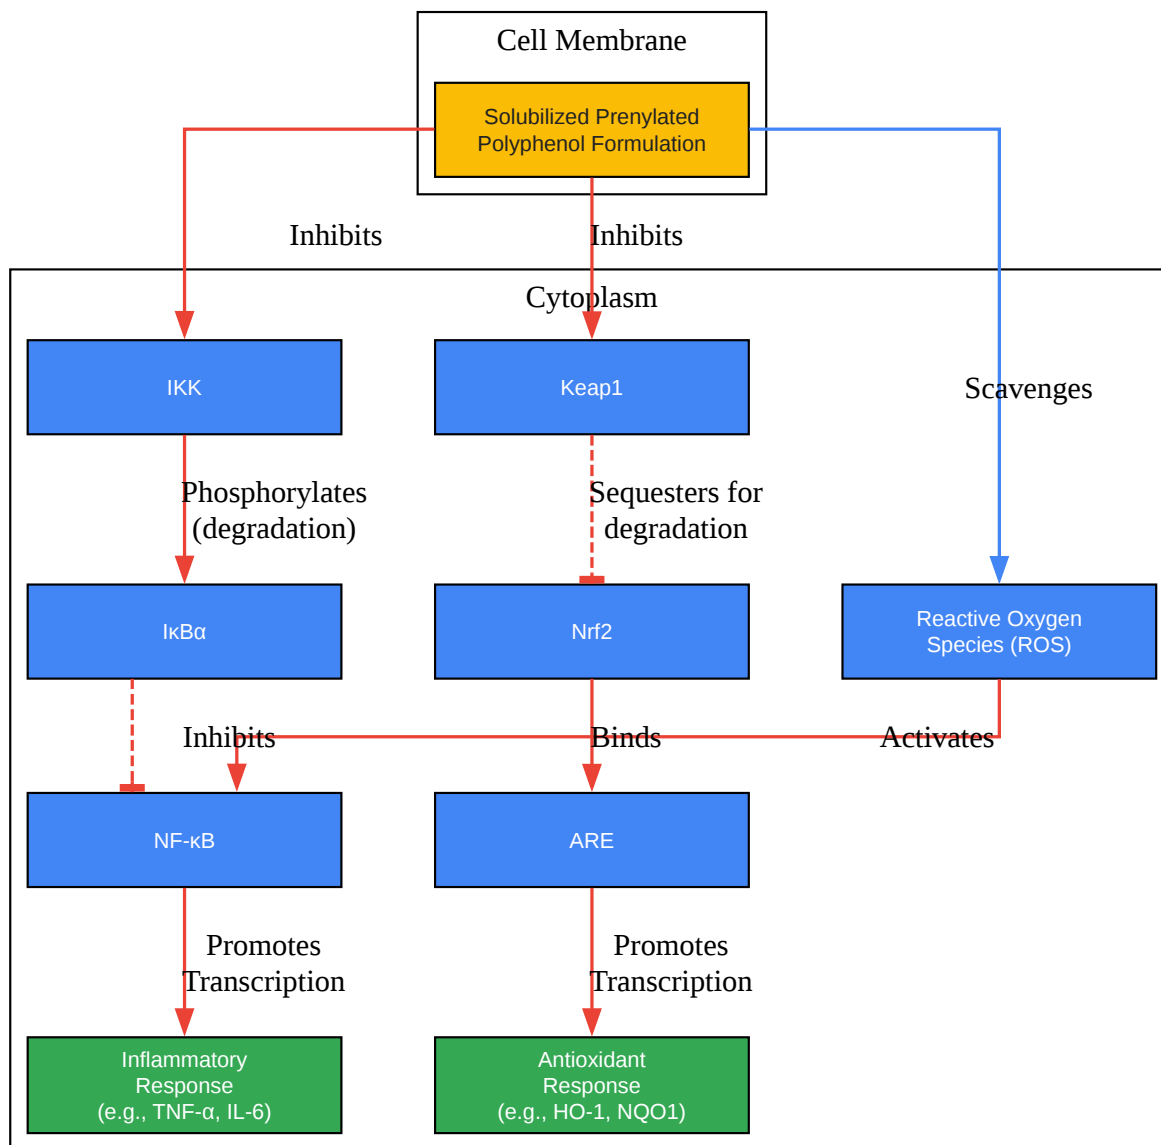 Cell Membrane
Solubilized Prenylated
Polyphenol Formulation
Inhibits
Inhibits
Cytoplasm
IKK
Keap1
Scavenges
Phosphorylates
(degradation)
Sequesters for
degradation
IκBα
Nrf2
Reactive Oxygen
Species (ROS)
Inhibits
Binds
Activates
NF-κB
ARE
Promotes
Transcription
Promotes
Transcription
Inflammatory
Response
(e.g., TNF-α, IL-6)
Antioxidant
Response
(e.g., HO-1, NQO1)